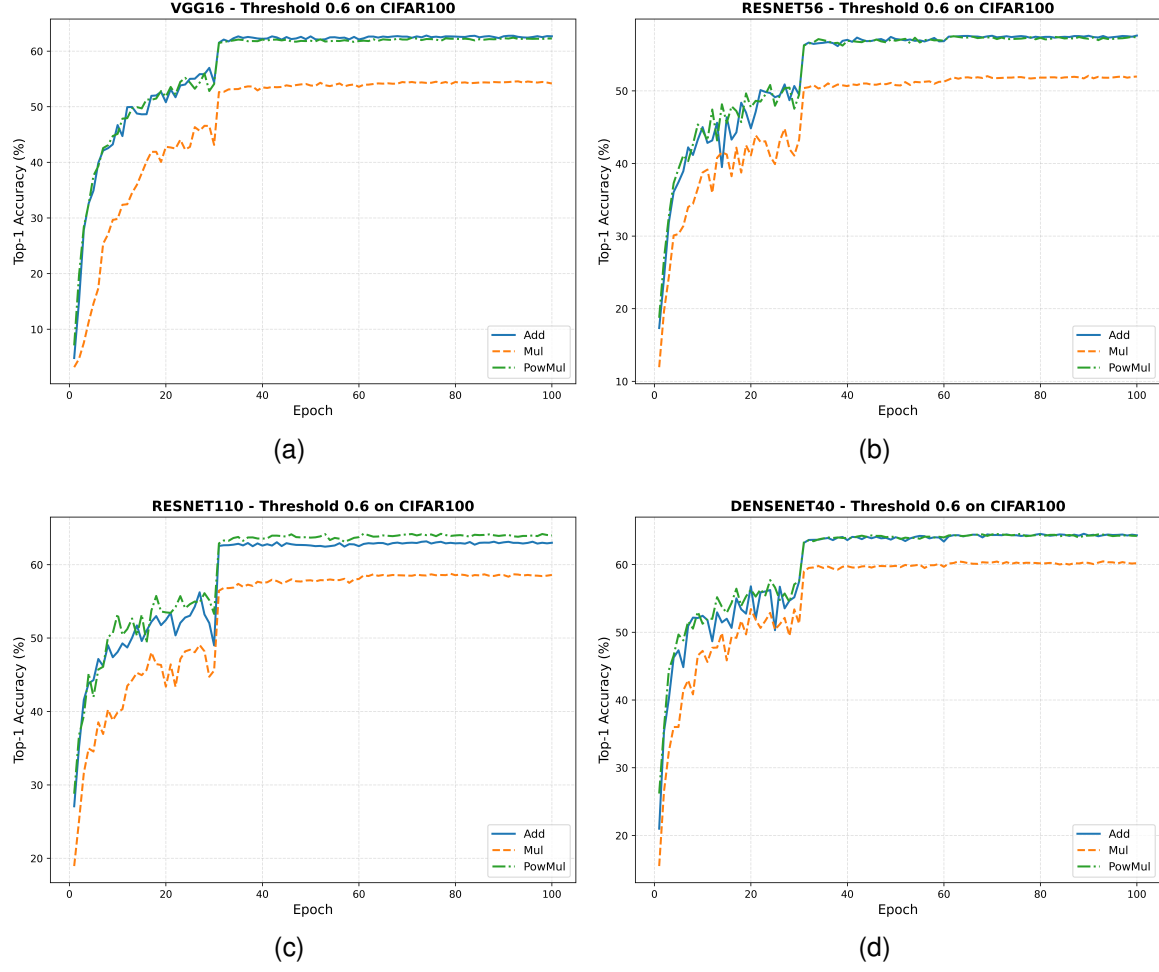 VGG16 - Threshold 0.6 on CIFAR100
Top-1 Accuracy (%)
60
50
40
30
20
10
0
20
40
60
80
100
Epoch
Add
Mul
PowMul
(a)
RESNET56 - Threshold 0.6 on CIFAR100
Top-1 Accuracy (%)
50
40
30
20
10
0
20
40
60
80
100
Epoch
Add
Mul
PowMul
(b)
RESNET110 - Threshold 0.6 on CIFAR100
Top-1 Accuracy (%)
60
50
40
30
20
0
20
40
60
80
100
Epoch
Add
Mul
PowMul
(c)
DENSENET40 - Threshold 0.6 on CIFAR100
Top-1 Accuracy (%)
60
50
40
30
20
0
20
40
60
80
100
Epoch
Add
Mul
PowMul
(d)